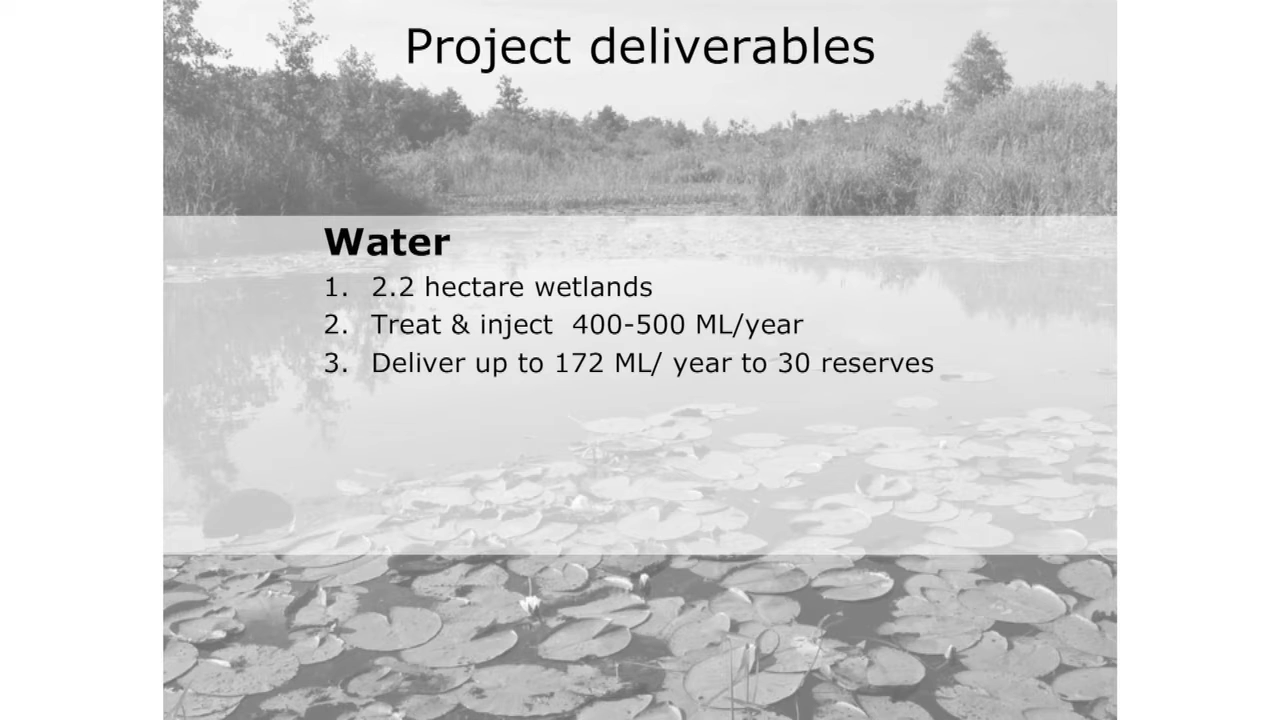 Project deliverables
Water
1. 2.2 hectare wetlands
2. Treat & inject  400-500 ML/year
3. Deliver up to 172 ML/ year to 30 reserves